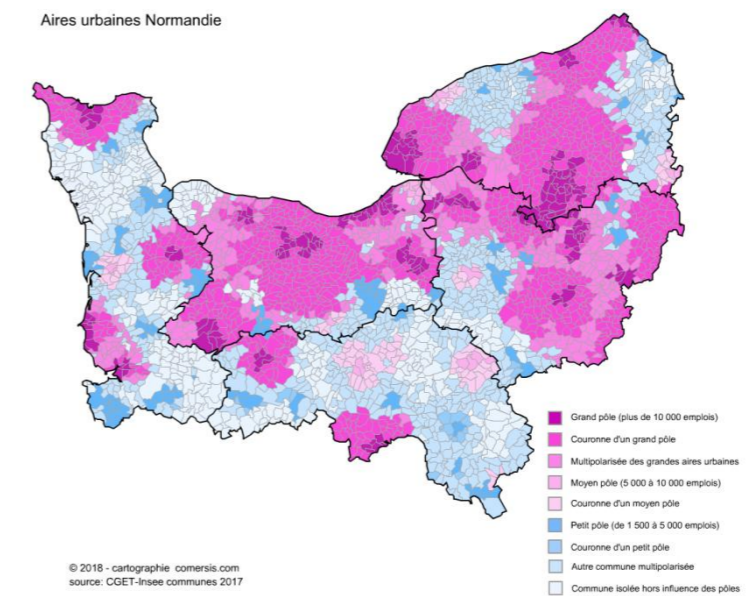 Aires urbaines Normandie
Grand pôle (plus de 10 000 emplois)
Couronne d'un grand pôle
Multipolarisée des grandes aires urbaines
Moyen pôle (5 000 à 10 000 emplois)
Couronne d'un moyen pôle
Petit pôle (de 1 500 à 5 000 emplois)
Couronne d'un petit pôle
Autre commune multipolarisée
Commune isolée hors influence des pôles
© 2018 - cartographie comersis.com
source: CGET-Insee communes 2017